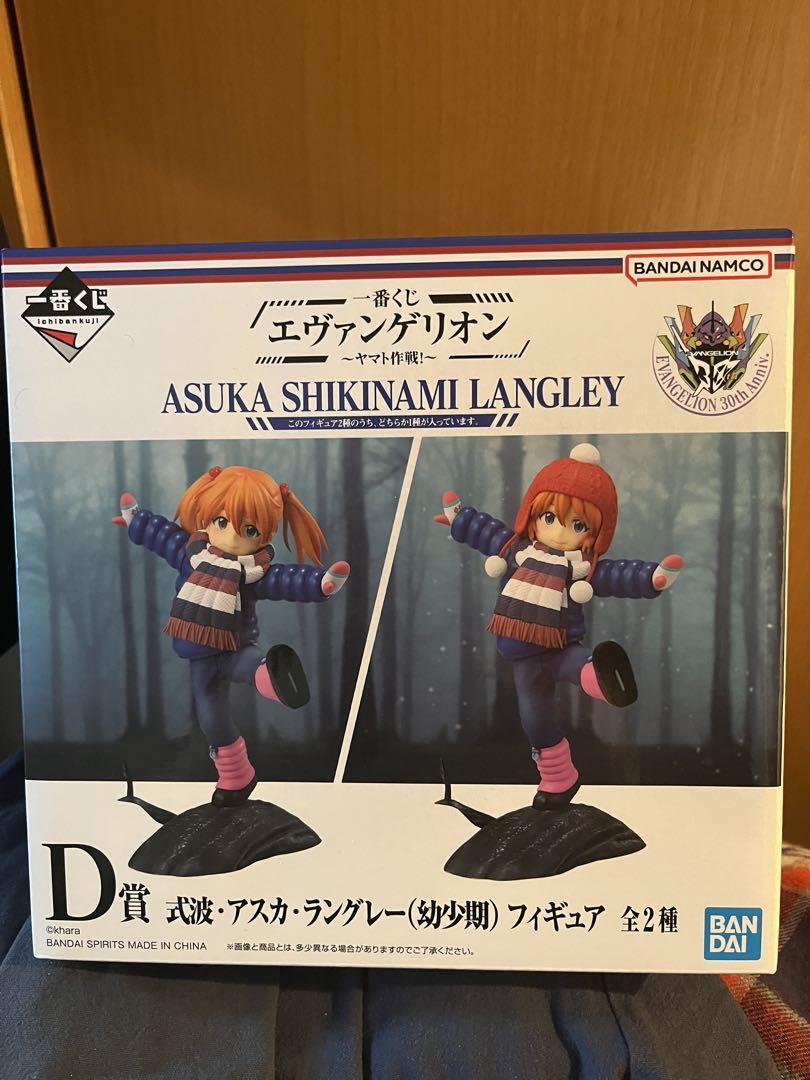 BANDAI NAMCO
一番くじ
ichibankuji
一番くじ
エヴァンゲリオン
～ヤマト作戦!～
EVANGELION
EVANGELION 30th Anniv.
ASUKA SHIKINAMI LANGLEY
このフィギュア2種のうち、どちらか1種が入っています。
D賞 式波・アスカ・ラングレー(幼少期) フィギュア 全2種
©khara
BANDAI SPIRITS MADE IN CHINA ※画像と商品とは、多少異なる場合がありますのでご了承ください。
BAN
DAI